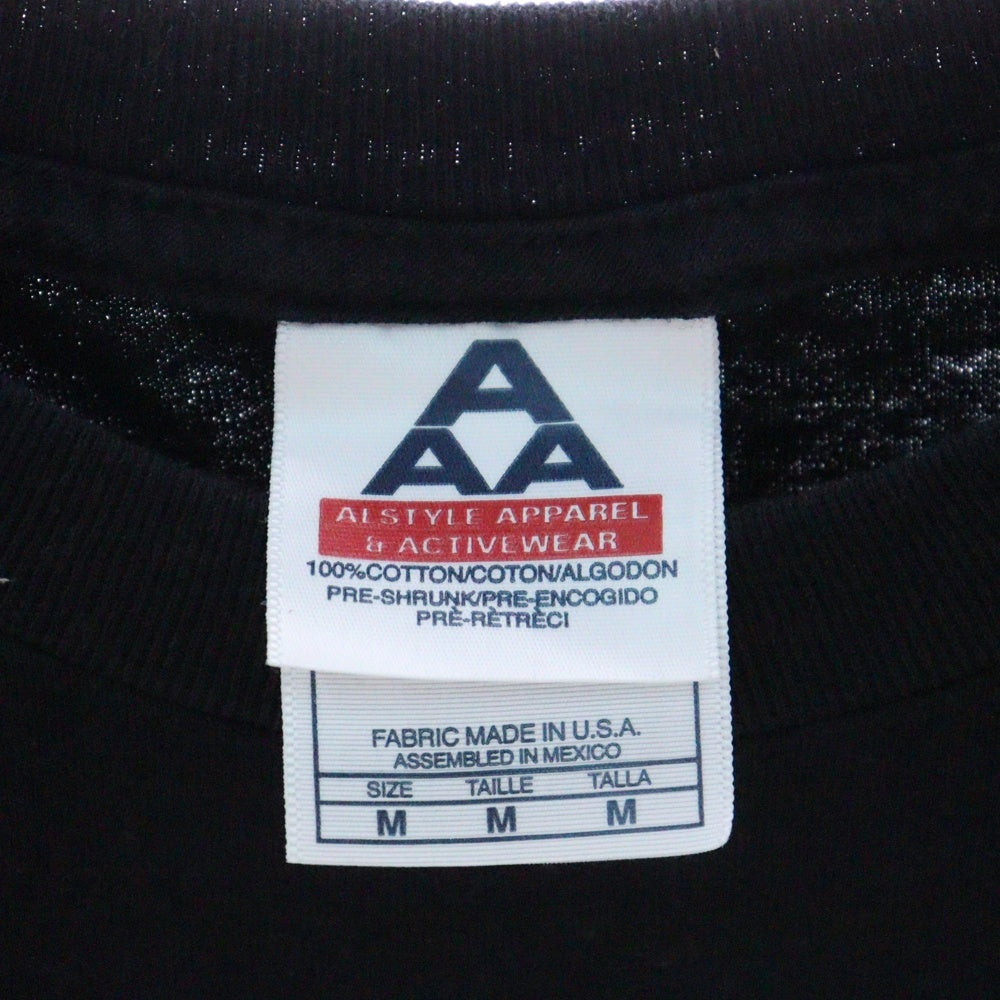 A
AA
ALSTYLE APPAREL
& ACTIVEWEAR
100%COTTON/COTON/ALGODON
PRE-SHRUNK/PRE-ENCOGIDO
PRÈ-RÈTRÈCI
FABRIC MADE IN U.S.A.
ASSEMBLED IN MEXICO
SIZE TAILLE TALLA
M M M